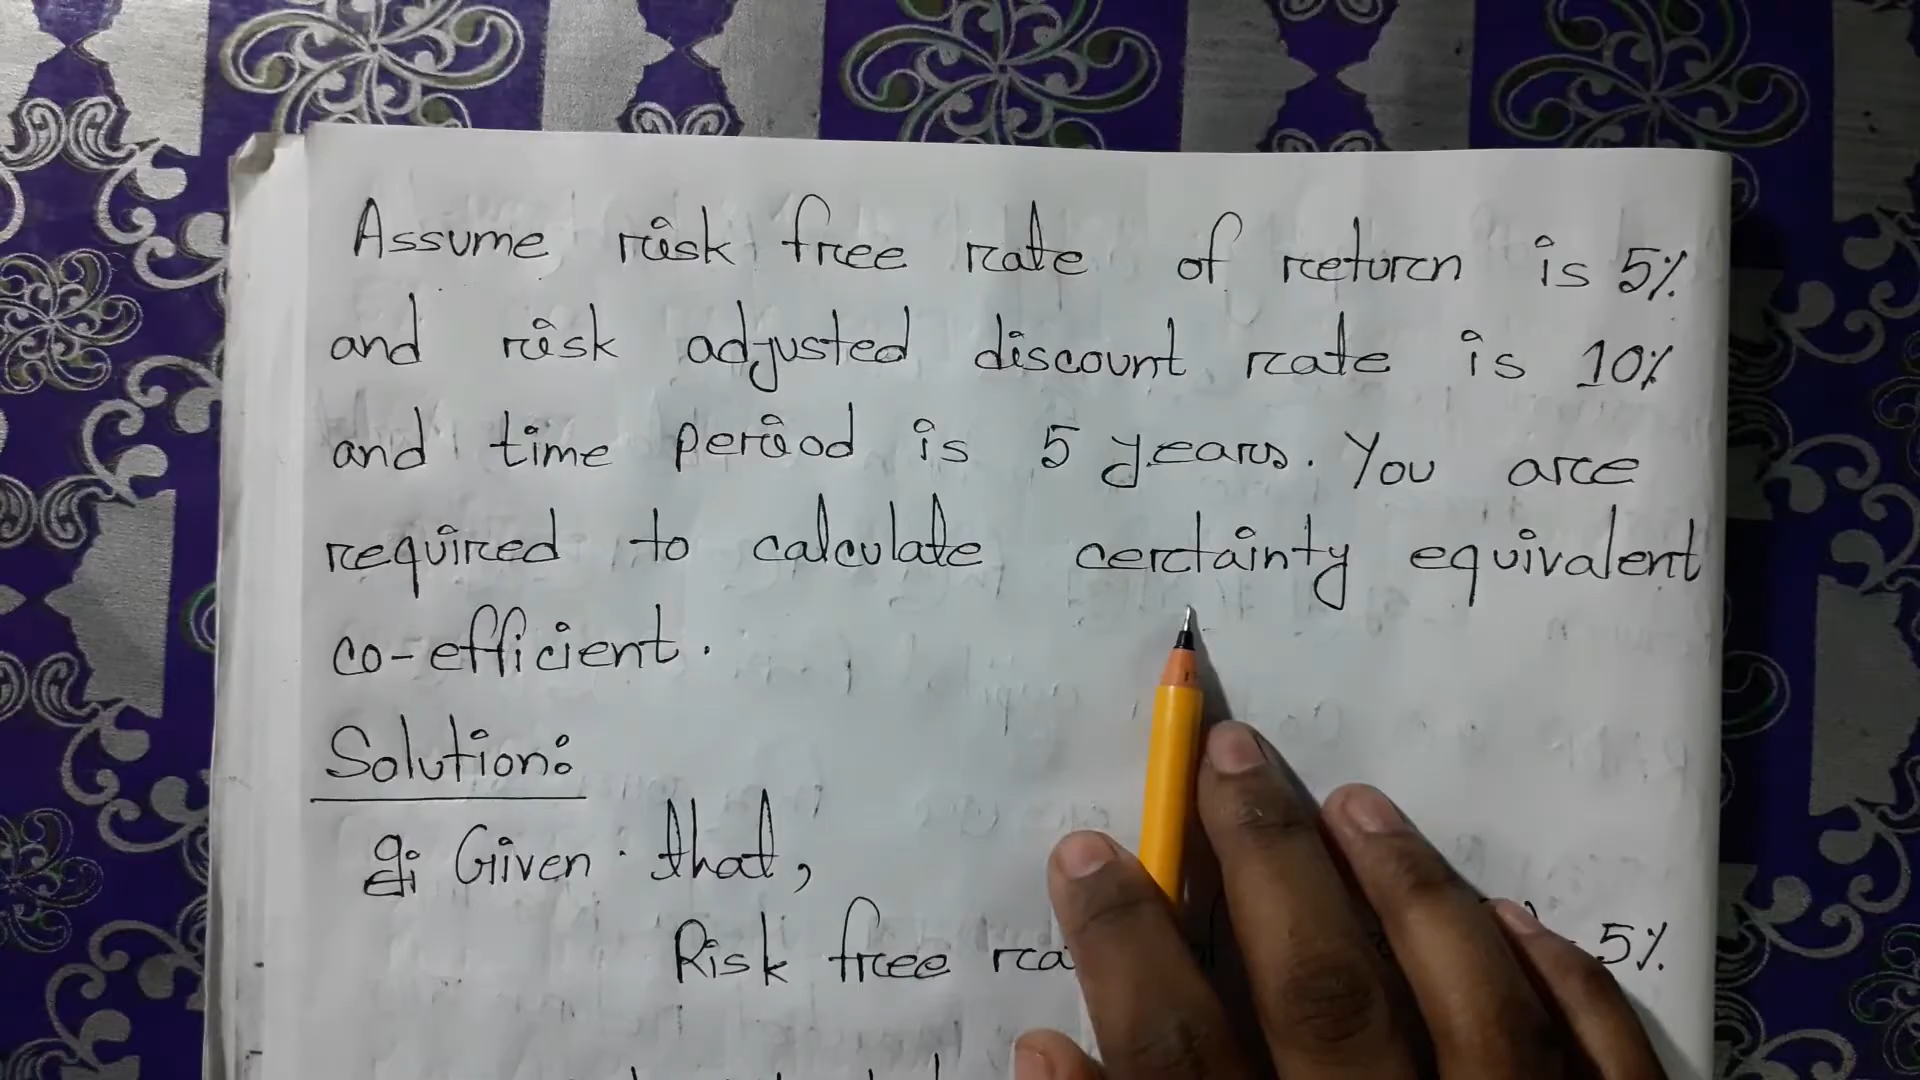 Assume risk free rate of return is 5%
and risk adjusted discount rate is 10%
and time period is 5 years. You are
required to calculate certainty equivalent
co-efficient.
Solution:
Given that,
Risk free 5%